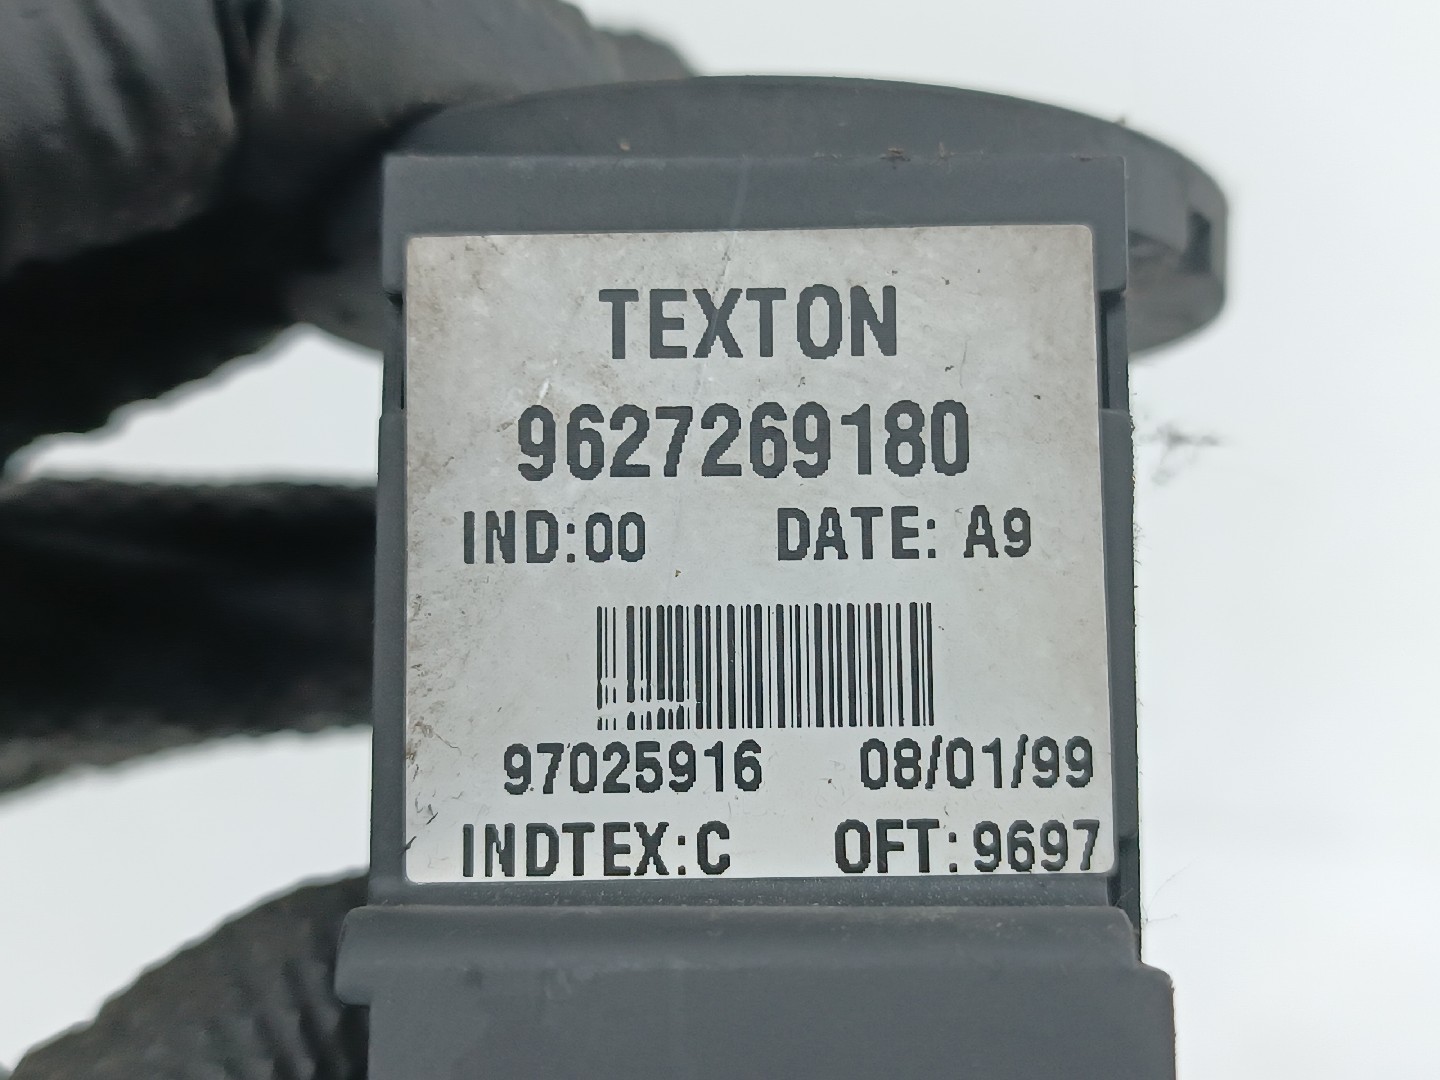 TEXTON
9627269180
IND:00 DATE: A9
97025916 08/01/99
INDTEX:C OFT:9697